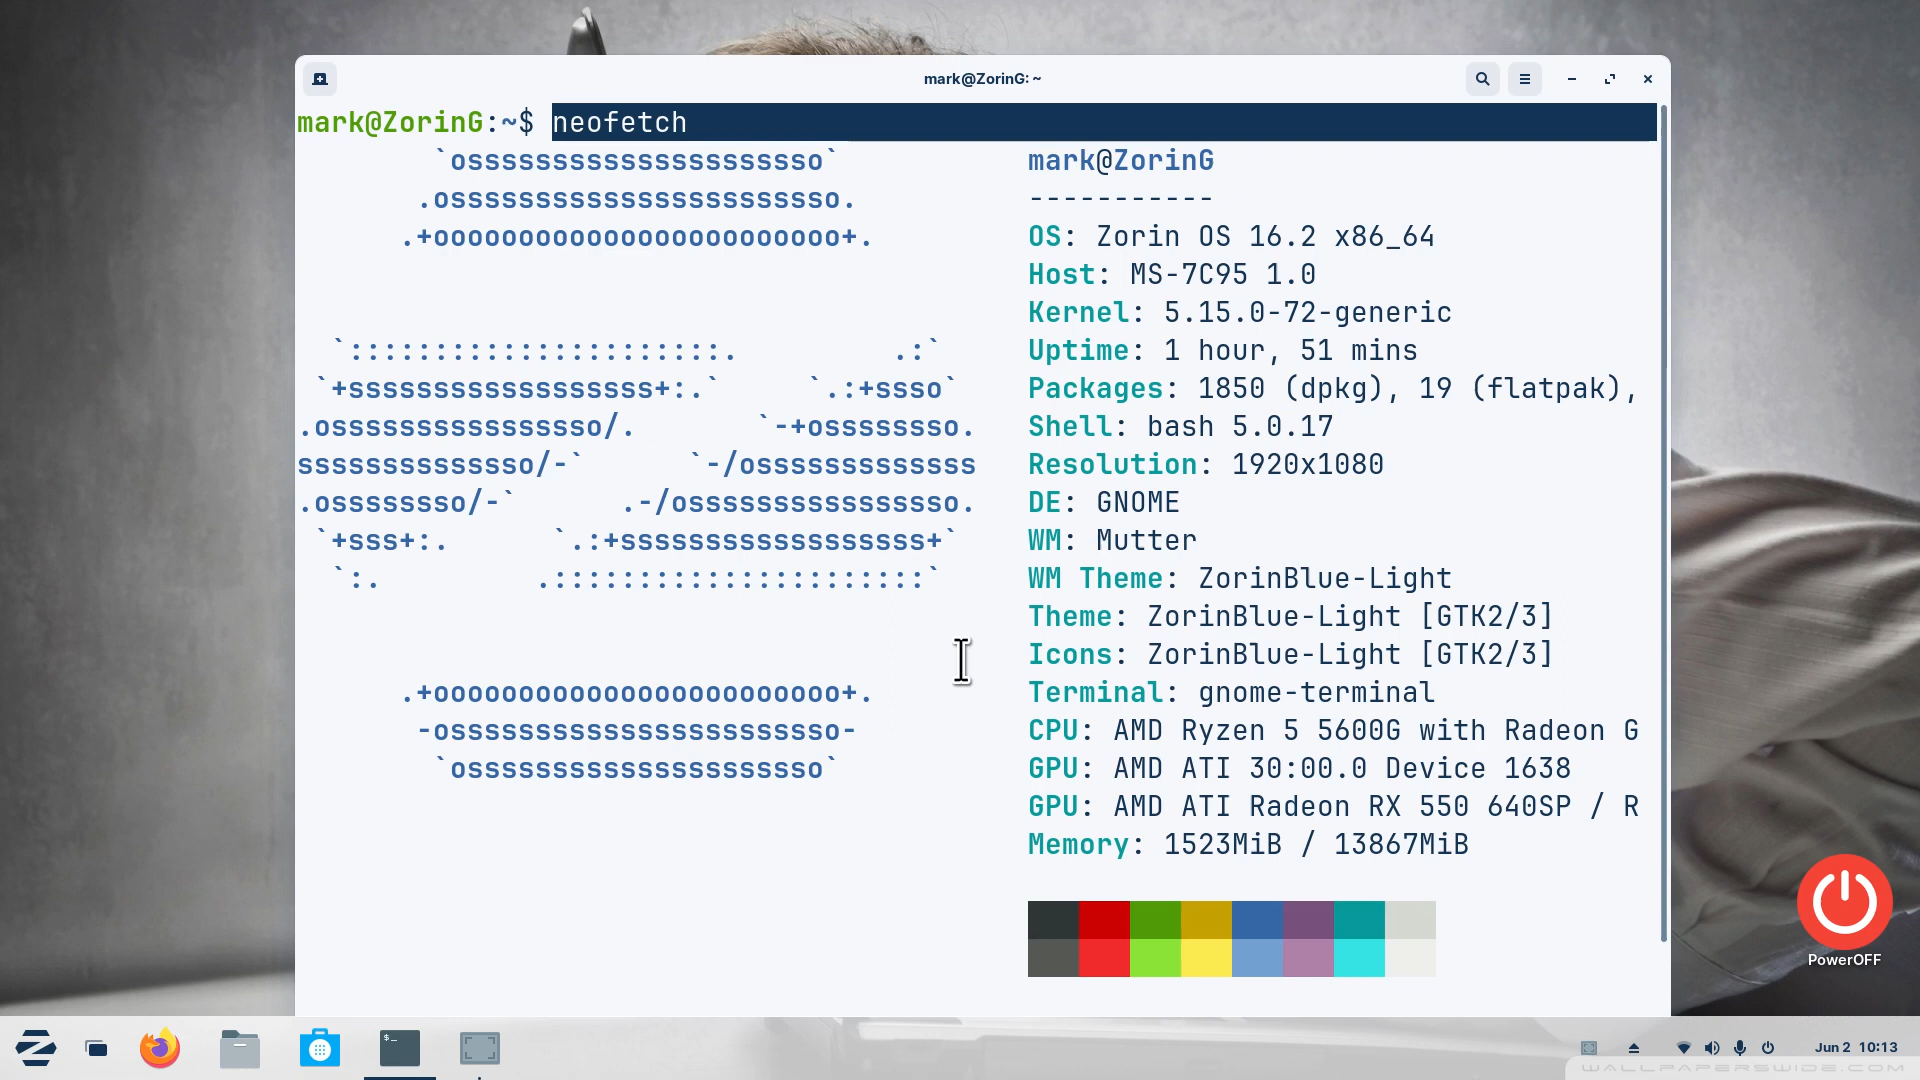 mark@ZorinG: ~
mark@ZorinG:~$ neofetch
`osssssssssssssssssssso`
.osssssssssssssssssssssso.
.+oooooooooooooooooooooooo+.
`::::::::::::::::::::::. .:`
`+ssssssssssssssssss+:.` `.:+ssso`
.ossssssssssssssso/. `-+ossssssso.
ssssssssssssso/-` `-/osssssssssssss
.ossssssso/-` .-/ossssssssssssssso.
`+sss+:. `.:+ssssssssssssssssss+`
`:. .::::::::::::::::::::::`
.+oooooooooooooooooooooooo+.
-osssssssssssssssssssssso-
`osssssssssssssssssssso`
mark@ZorinG
-----------
OS: Zorin OS 16.2 x86_64
Host: MS-7C95 1.0
Kernel: 5.15.0-72-generic
Uptime: 1 hour, 51 mins
Packages: 1850 (dpkg), 19 (flatpak),
Shell: bash 5.0.17
Resolution: 1920x1080
DE: GNOME
WM: Mutter
WM Theme: ZorinBlue-Light
Theme: ZorinBlue-Light [GTK2/3]
Icons: ZorinBlue-Light [GTK2/3]
Terminal: gnome-terminal
CPU: AMD Ryzen 5 5600G with Radeon G
GPU: AMD ATI 30:00.0 Device 1638
GPU: AMD ATI Radeon RX 550 640SP / R
Memory: 1523MiB / 13867MiB
PowerOFF
$_
Jun 2 10:13
WALLPAPERSWIDE.COM